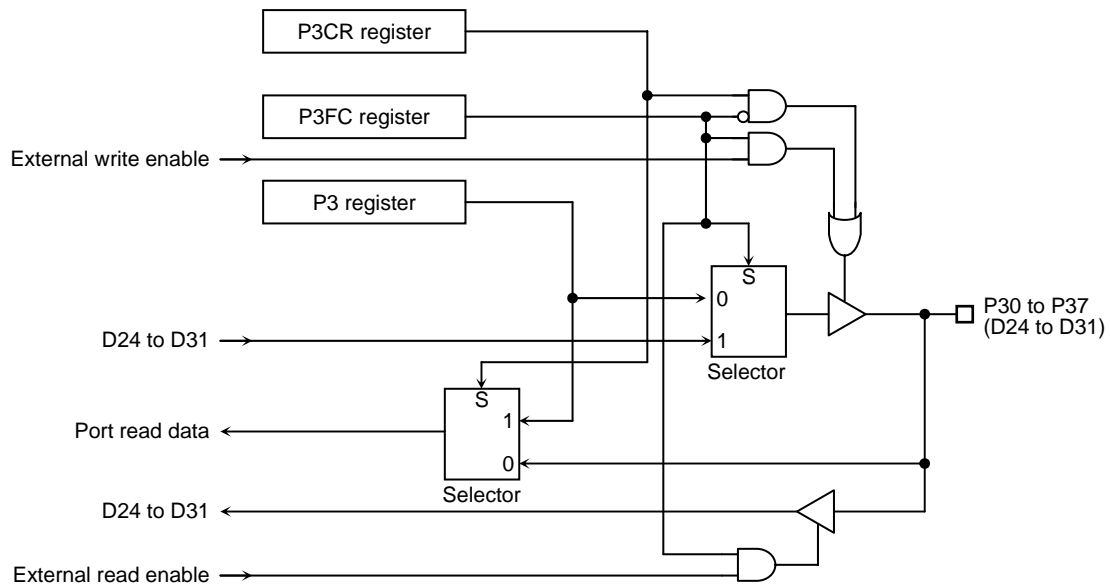 P3CR register
P3FC register
External write enable
P3 register
S
0
P30 to P37
(D24 to D31)
D24 to D31
1
Selector
S
1
Port read data
0
Selector
D24 to D31
External read enable